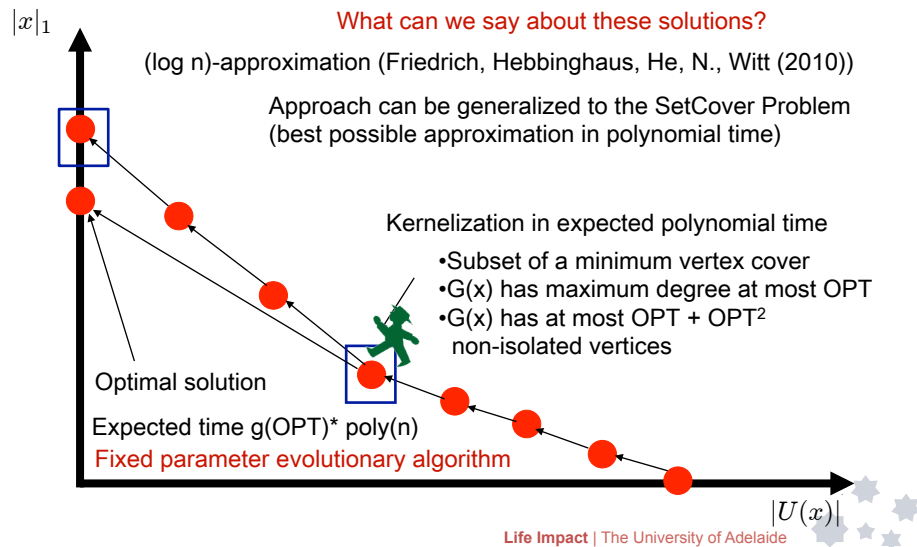 |x|₁
What can we say about these solutions?
(log n)-approximation (Friedrich, Hebbinghaus, He, N., Witt (2010))
Approach can be generalized to the SetCover Problem
(best possible approximation in polynomial time)
Kernelization in expected polynomial time
•Subset of a minimum vertex cover
•G(x) has maximum degree at most OPT
•G(x) has at most OPT + OPT²
non-isolated vertices
Optimal solution
Expected time g(OPT)* poly(n)
Fixed parameter evolutionary algorithm
|U(x)|
Life Impact | The University of Adelaide